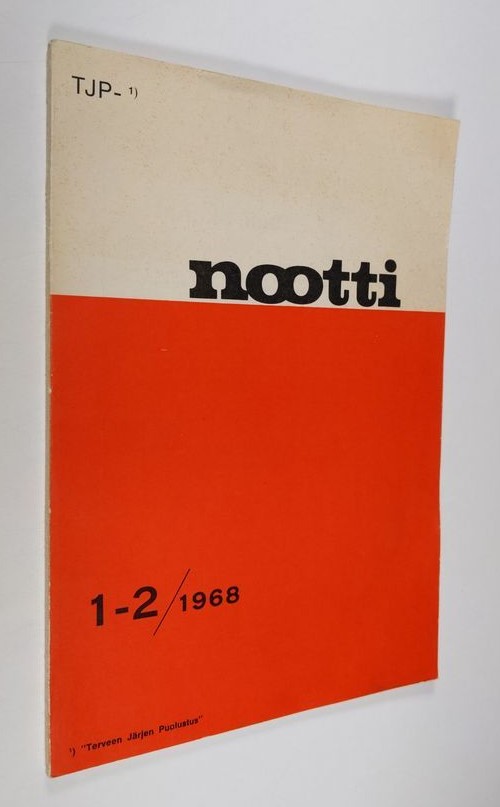 TJP- ¹)
nootti
1-2/1968
¹) "Terveen Järjen Puolustus"